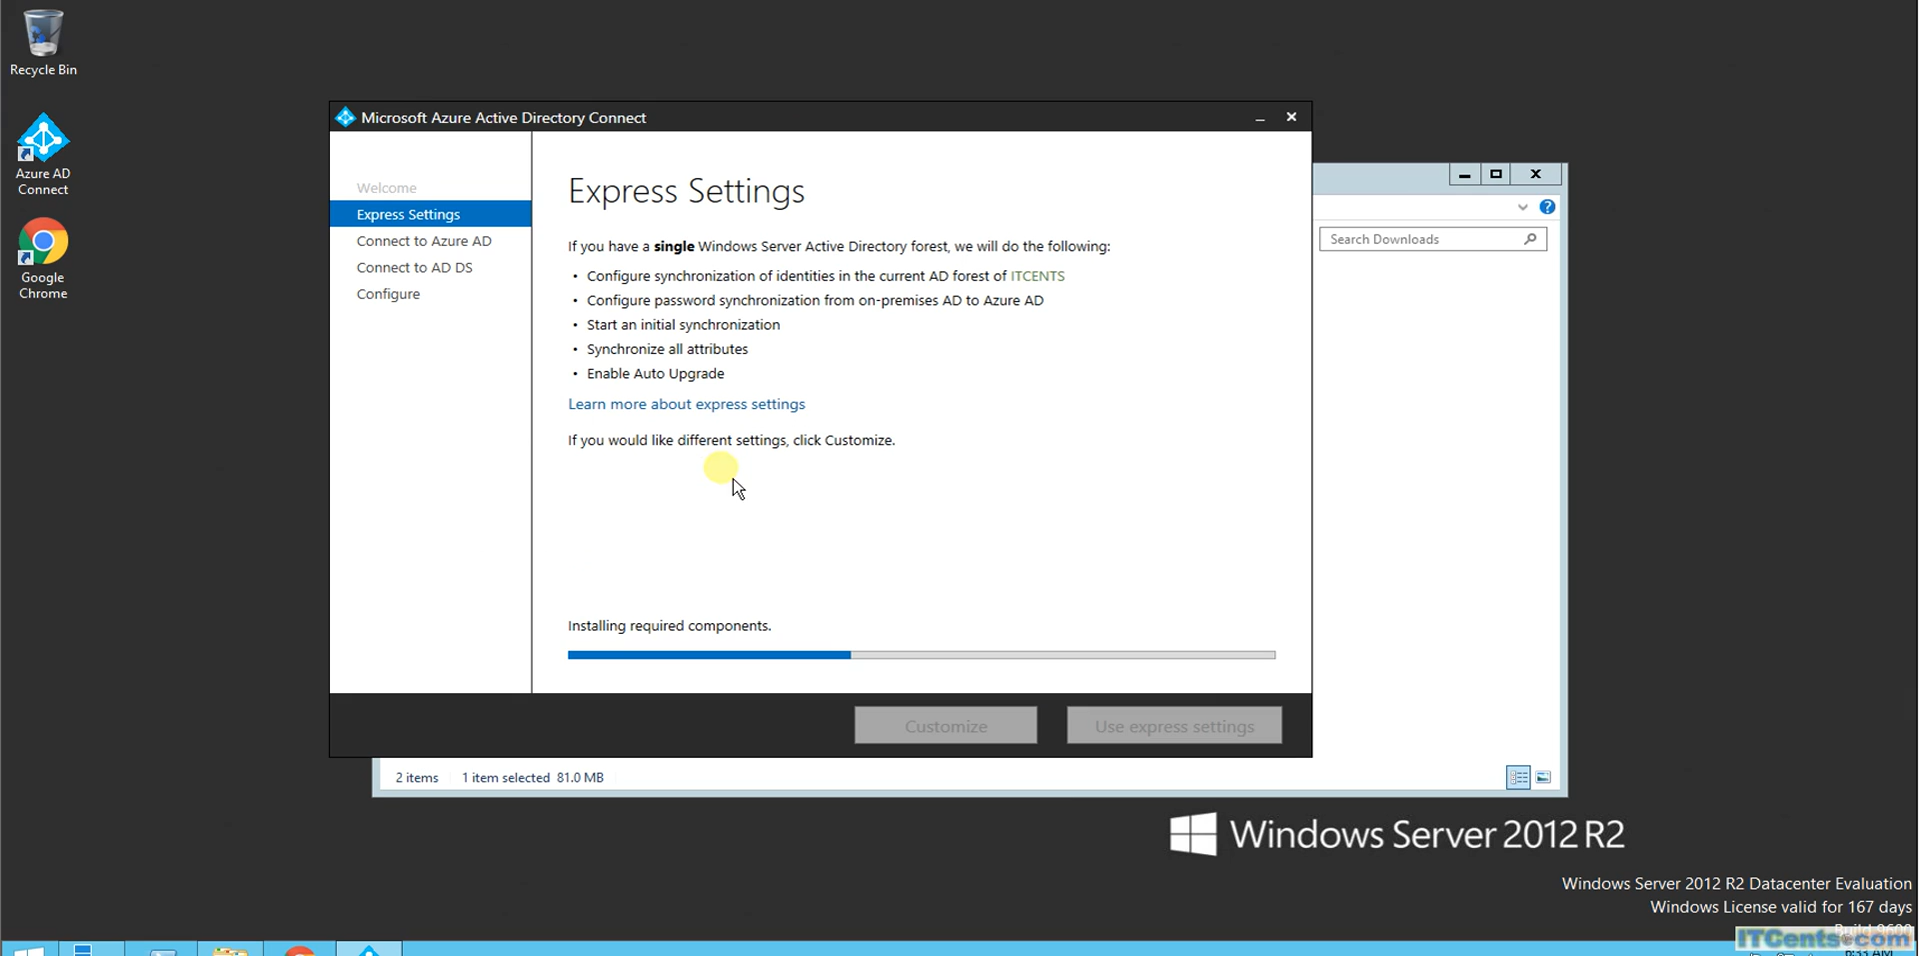 Recycle Bin
Azure AD
Connect
Google
Chrome
Microsoft Azure Active Directory Connect
Welcome
Express Settings
Connect to Azure AD
Connect to AD DS
Configure
Express Settings
If you have a single Windows Server Active Directory forest, we will do the following:
• Configure synchronization of identities in the current AD forest of ITCENTS
• Configure password synchronization from on-premises AD to Azure AD
• Start an initial synchronization
• Synchronize all attributes
• Enable Auto Upgrade
Learn more about express settings
If you would like different settings, click Customize.
Installing required components.
Customize
Use express settings
Search Downloads
2 items
1 item selected 81.0 MB
Windows Server 2012 R2
Windows Server 2012 R2 Datacenter Evaluation
Windows License valid for 167 days
Build 9600
ITCents.com